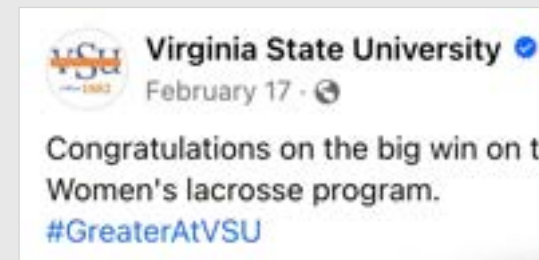 VSU
1882
Virginia State University
February 17 ·
Congratulations on the big win on t
Women's lacrosse program.
#GreaterAtVSU